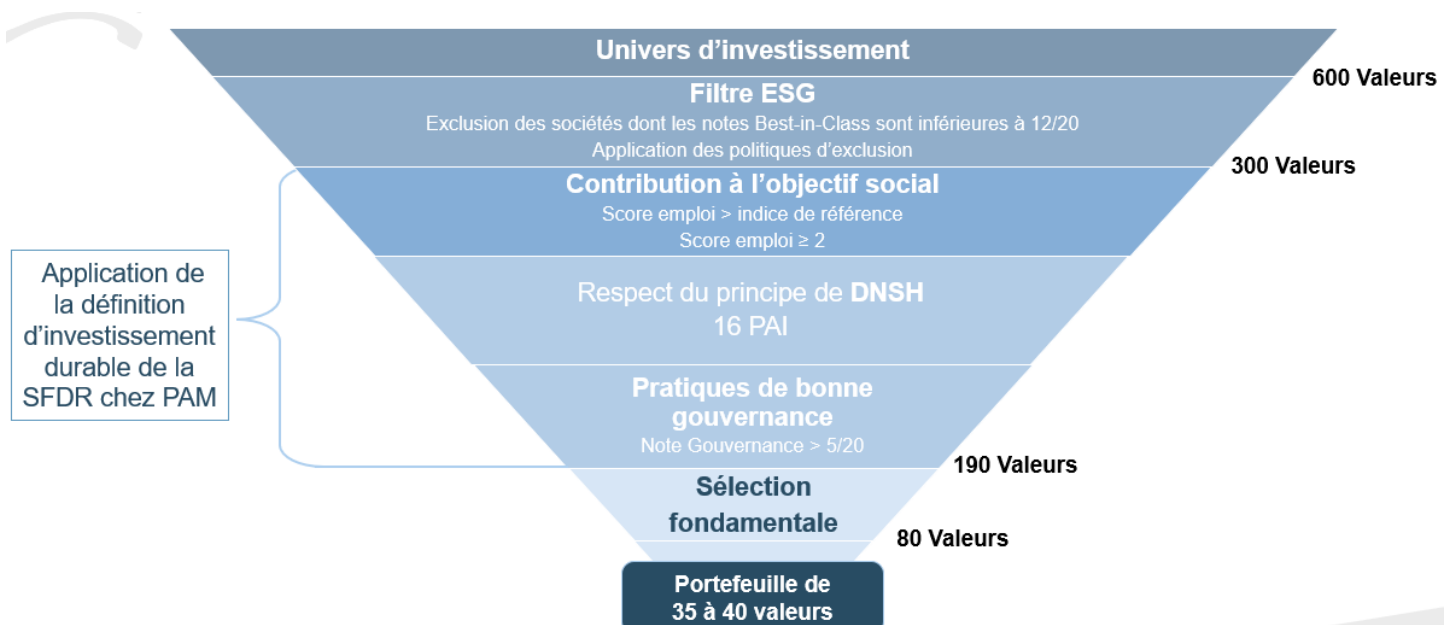 Univers d’investissement
600 Valeurs
Filtre ESG
Exclusion des sociétés dont les notes Best-in-Class sont inférieures à 12/20
Application des politiques d’exclusion
300 Valeurs
Contribution à l’objectif social
Score emploi > indice de référence
Score emploi ≥ 2
Application de
la définition
d’investissement
durable de la
SFDR chez PAM
Respect du principe de DNSH
16 PAI
Pratiques de bonne
gouvernance
Note Gouvernance > 5/20
190 Valeurs
Sélection
fondamentale
80 Valeurs
Portefeuille de
35 à 40 valeurs